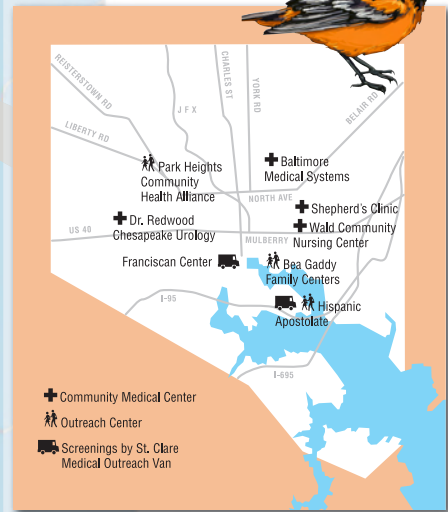 REISTERSTOWN RD
LIBERTY RD
JFX
CHARLES ST
YORK RD
BELAIR RD
Park Heights
Community
Health Alliance
Baltimore
Medical Systems
NORTH AVE
Shepherd's Clinic
Dr. Redwood
Chesapeake Urology
US 40
MULBERRY
Wald Community
Nursing Center
Franciscan Center
Bea Gaddy
Family Centers
I-95
Hispanic
Apostolate
I-695
Community Medical Center
Outreach Center
Screenings by St. Clare
Medical Outreach Van